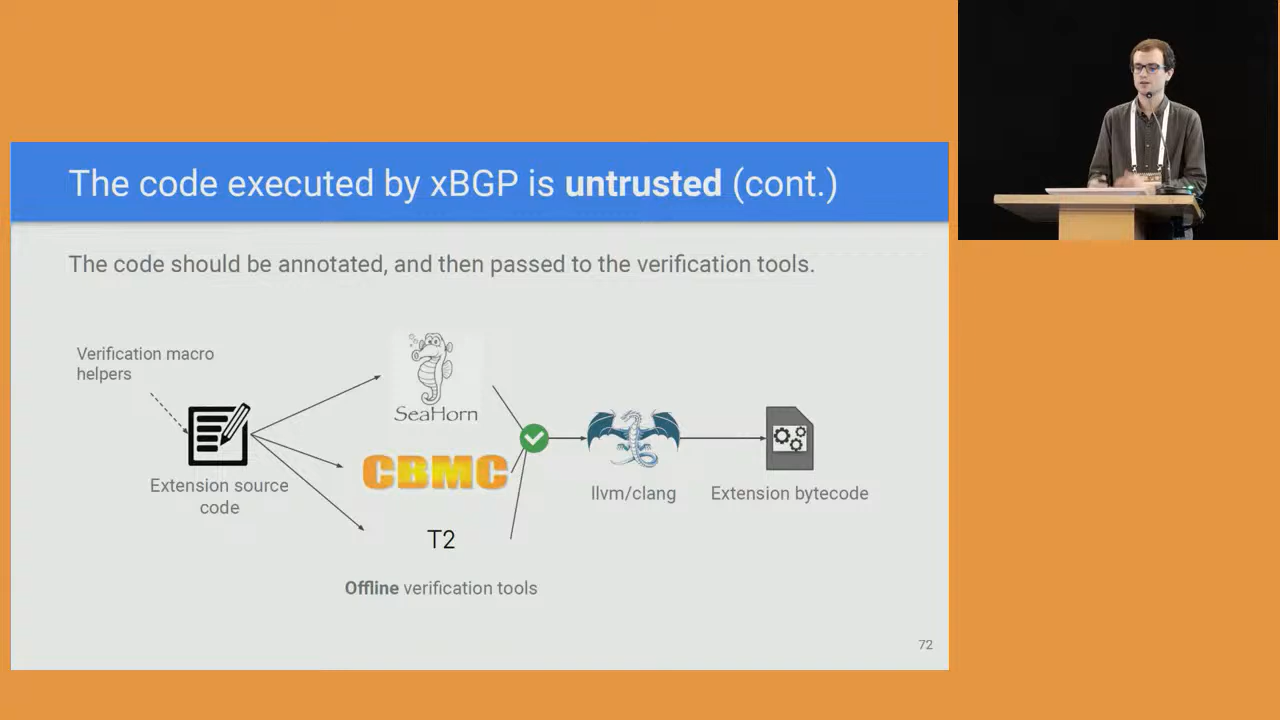 The code executed by xBGP is untrusted (cont.)
The code should be annotated, and then passed to the verification tools.
Verification macro
helpers
Extension source
code
SeaHorn
CBMC
T2
Offline verification tools
llvm/clang
Extension bytecode
72